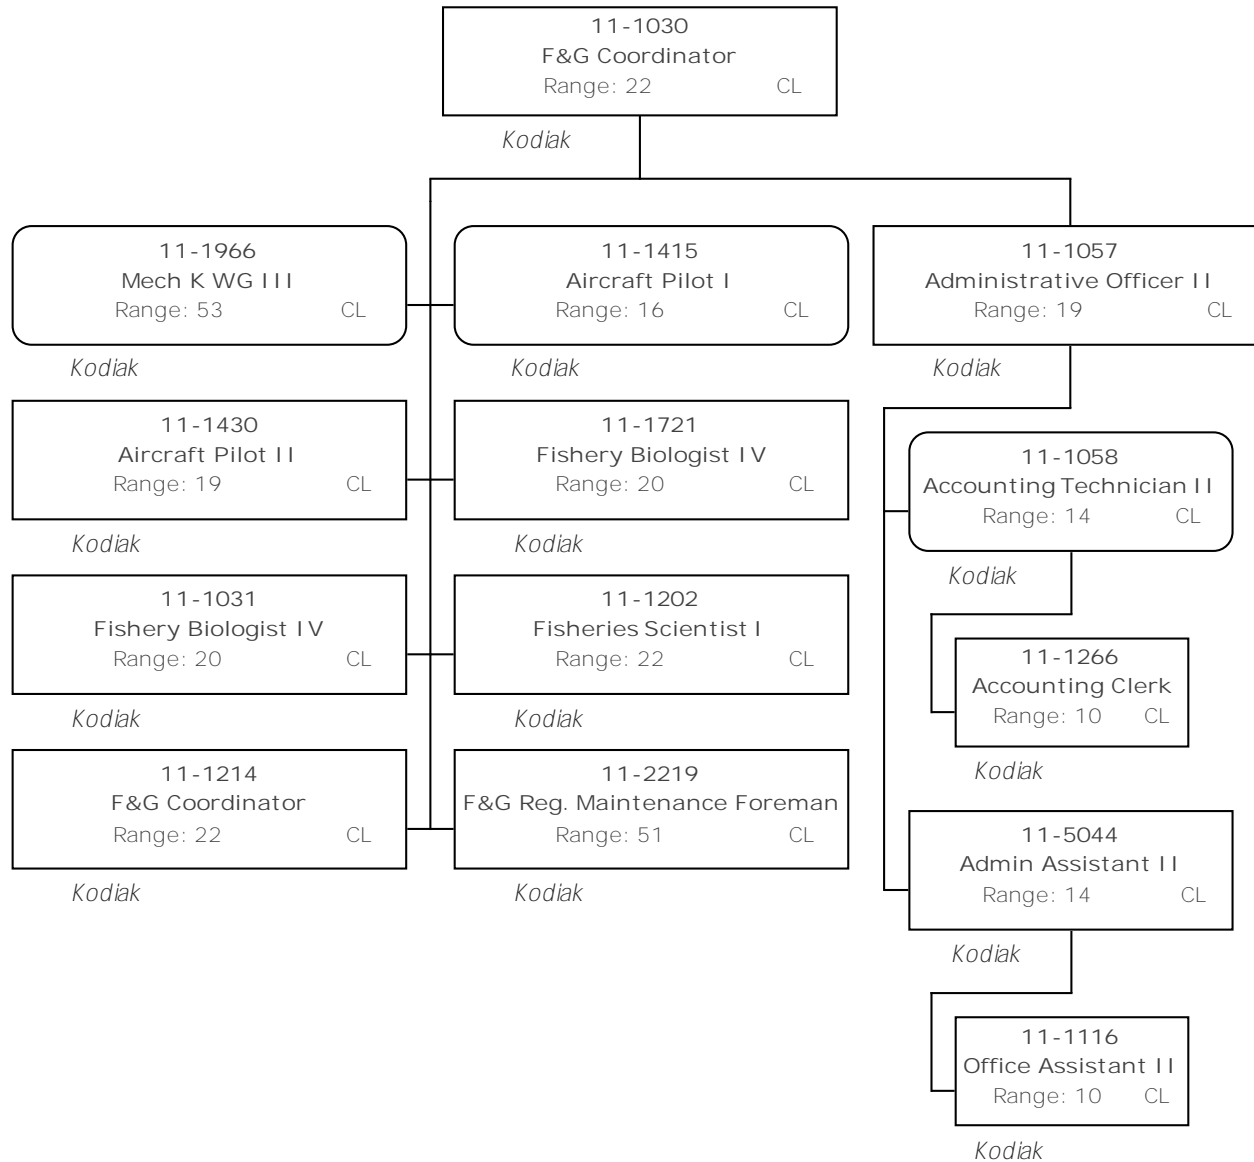 11-1030
F&G Coordinator
Range: 22 CL
Kodiak
11-1966
Mech K WG III
Range: 53 CL
Kodiak
11-1415
Aircraft Pilot I
Range: 16 CL
Kodiak
11-1057
Administrative Officer II
Range: 19 CL
Kodiak
11-1430
Aircraft Pilot II
Range: 19 CL
Kodiak
11-1721
Fishery Biologist IV
Range: 20 CL
Kodiak
11-1058
Accounting Technician II
Range: 14 CL
Kodiak
11-1031
Fishery Biologist IV
Range: 20 CL
Kodiak
11-1202
Fisheries Scientist I
Range: 22 CL
Kodiak
11-1266
Accounting Clerk
Range: 10 CL
Kodiak
11-1214
F&G Coordinator
Range: 22 CL
Kodiak
11-2219
F&G Reg. Maintenance Foreman
Range: 51 CL
Kodiak
11-5044
Admin Assistant II
Range: 14 CL
Kodiak
11-1116
Office Assistant II
Range: 10 CL
Kodiak